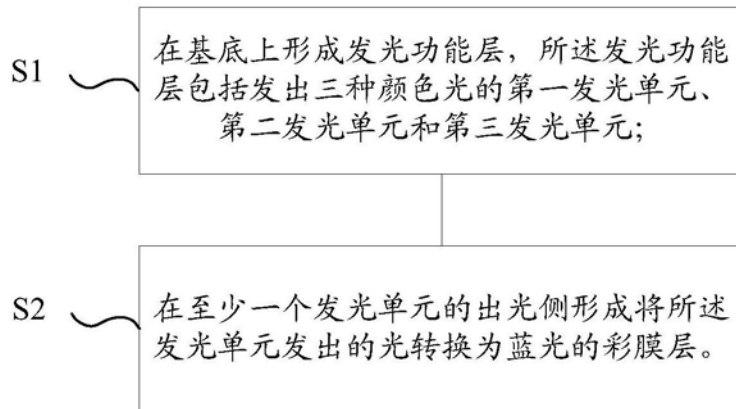 S1
在基底上形成发光功能层，所述发光功能
层包括发出三种颜色光的第一发光单元、
第二发光单元和第三发光单元；
S2
在至少一个发光单元的出光侧形成将所述
发光单元发出的光转换为蓝光的彩膜层。